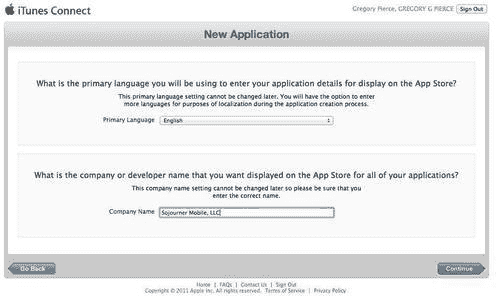 iTunes Connect
Gregory Pierce, GREGORY G PIERCE Sign Out
New Application
What is the primary language you will be using to enter your application details for display on the App Store?
This primary language setting cannot be changed later. You will have the option to enter
more languages for purposes of localization during the application creation process.
Primary Language English
What is the company or developer name that you want displayed on the App Store for all of your applications?
This company name setting cannot be changed later so please be sure that you
enter the correct name.
Company Name Sojourner Mobile, LLC
Go Back Continue
Home | FAQs | Contact Us | Sign Out
Copyright © 2011 Apple Inc. All rights reserved. Terms of Service | Privacy Policy